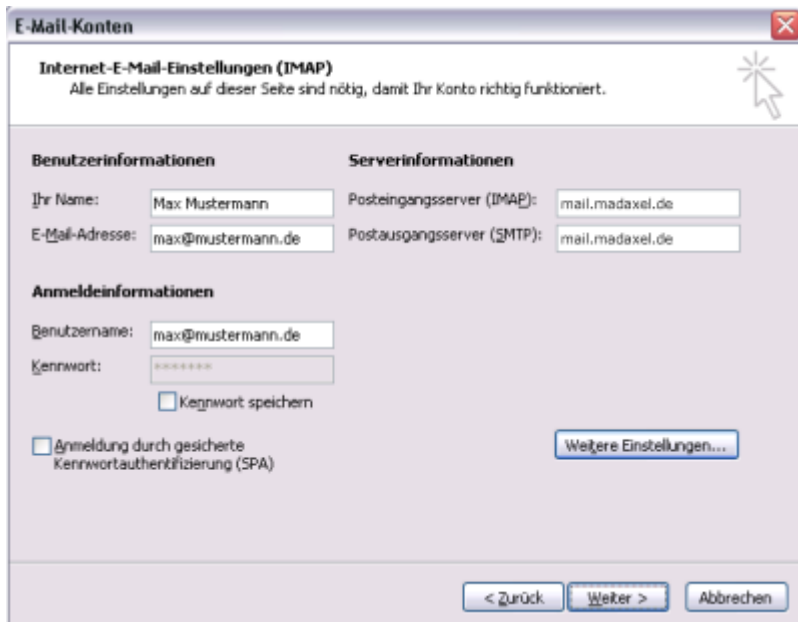 E-Mail-Konten
Internet-E-Mail-Einstellungen (IMAP)
Alle Einstellungen auf dieser Seite sind nötig, damit Ihr Konto richtig funktioniert.
Benutzerinformationen
Ihr Name: Max Mustermann
E-Mail-Adresse: max@mustermann.de
Serverinformationen
Posteingangsserver (IMAP): mail.madaxel.de
Postausgangsserver (SMTP): mail.madaxel.de
Anmeldeinformationen
Benutzername: max@mustermann.de
Kennwort: *******
Kennwort speichern
Anmeldung durch gesicherte
Kennwortauthentifizierung (SPA)
Weitere Einstellungen...
< Zurück
Weiter >
Abbrechen